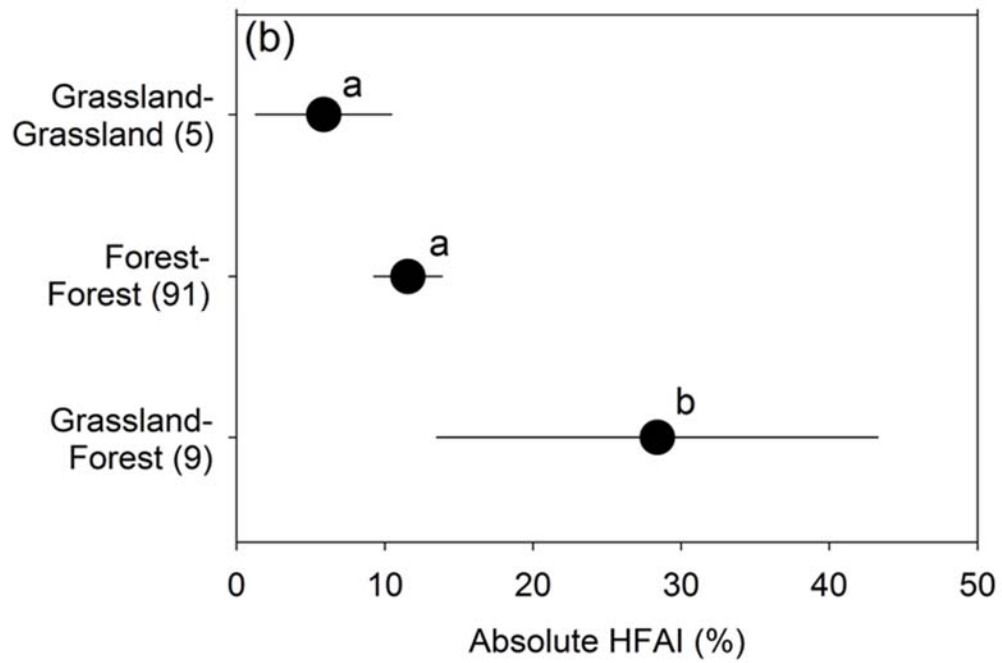 (b)
Grassland-
Grassland (5)
a
Forest-
Forest (91)
a
Grassland-
Forest (9)
b
0 10 20 30 40 50
Absolute HFAI (%)